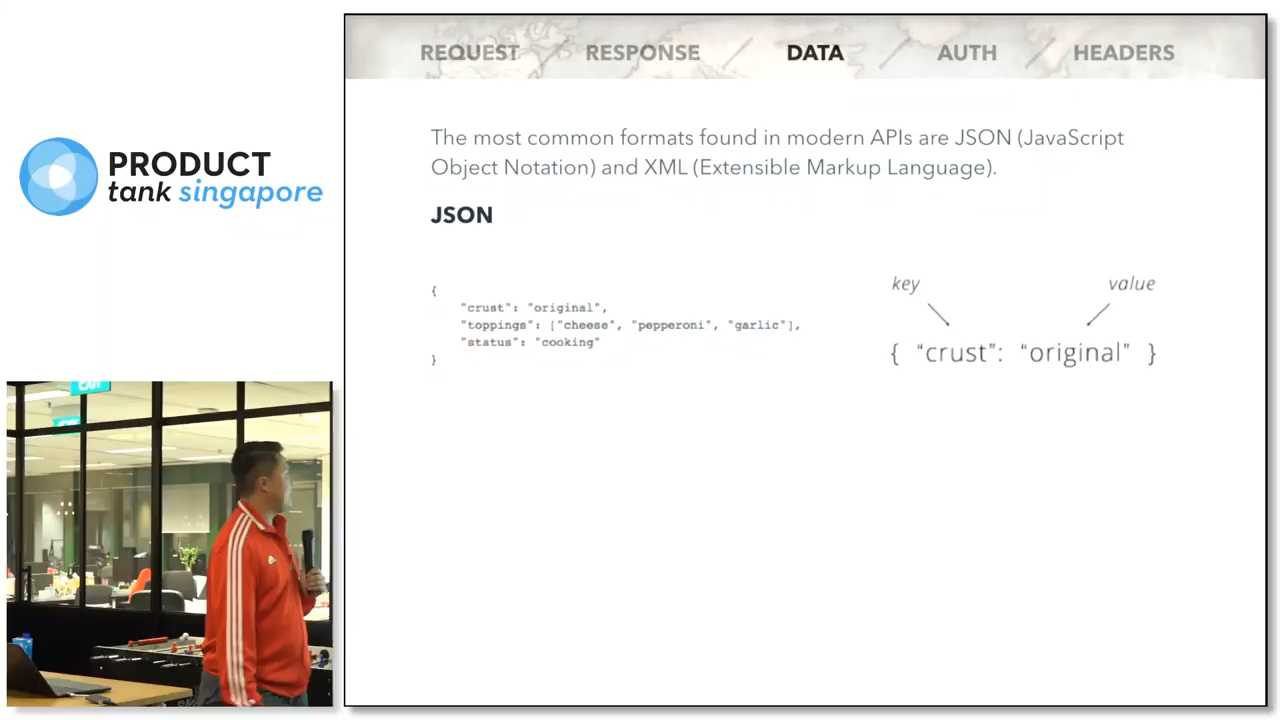 REQUEST / RESPONSE / DATA / AUTH / HEADERS
PRODUCT
tank singapore
The most common formats found in modern APIs are JSON (JavaScript
Object Notation) and XML (Extensible Markup Language).
JSON
{
"crust": "original",
"toppings": ["cheese", "pepperoni", "garlic"],
"status": "cooking"
}
key value
{ “crust”: “original” }
EXIT